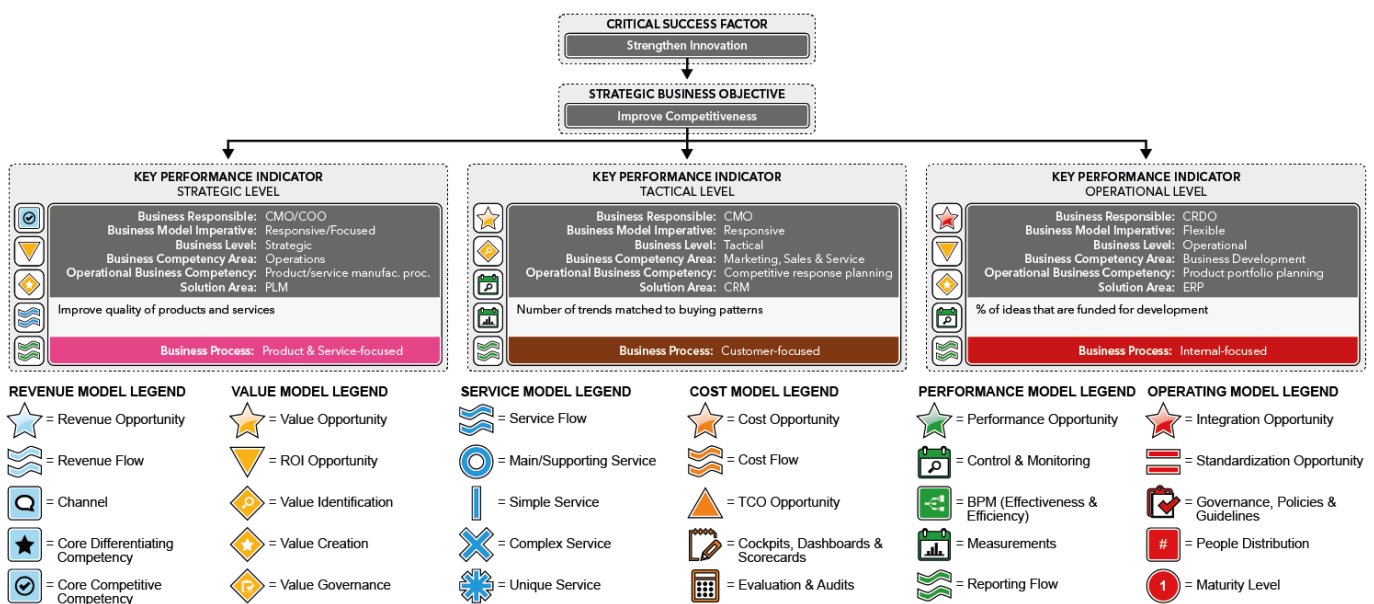 CRITICAL SUCCESS FACTOR
Strengthen Innovation
STRATEGIC BUSINESS OBJECTIVE
Improve Competitiveness
KEY PERFORMANCE INDICATOR
STRATEGIC LEVEL
Business Responsible: CMO/COO
Business Model Imperative: Responsive/Focused
Business Level: Strategic
Business Competency Area: Operations
Operational Business Competency: Product/service manufac. proc.
Solution Area: PLM
Improve quality of products and services
Business Process: Product & Service-focused
KEY PERFORMANCE INDICATOR
TACTICAL LEVEL
Business Responsible: CMO
Business Model Imperative: Responsive
Business Level: Tactical
Business Competency Area: Marketing, Sales & Service
Operational Business Competency: Competitive response planning
Solution Area: CRM
Number of trends matched to buying patterns
Business Process: Customer-focused
KEY PERFORMANCE INDICATOR
OPERATIONAL LEVEL
Business Responsible: CRDO
Business Model Imperative: Flexible
Business Level: Operational
Business Competency Area: Business Development
Operational Business Competency: Product portfolio planning
Solution Area: ERP
% of ideas that are funded for development
Business Process: Internal-focused
REVENUE MODEL LEGEND
= Revenue Opportunity
= Revenue Flow
= Channel
= Core Differentiating
Competency
= Core Competitive
Competency
VALUE MODEL LEGEND
= Value Opportunity
= ROI Opportunity
= Value Identification
= Value Creation
= Value Governance
SERVICE MODEL LEGEND
= Service Flow
= Main/Supporting Service
= Simple Service
= Complex Service
= Unique Service
COST MODEL LEGEND
= Cost Opportunity
= Cost Flow
= TCO Opportunity
= Cockpits, Dashboards &
Scorecards
= Evaluation & Audits
PERFORMANCE MODEL LEGEND
= Performance Opportunity
= Control & Monitoring
= BPM (Effectiveness &
Efficiency)
= Measurements
= Reporting Flow
OPERATING MODEL LEGEND
= Integration Opportunity
= Standardization Opportunity
= Governance, Policies &
Guidelines
# = People Distribution
1 = Maturity Level